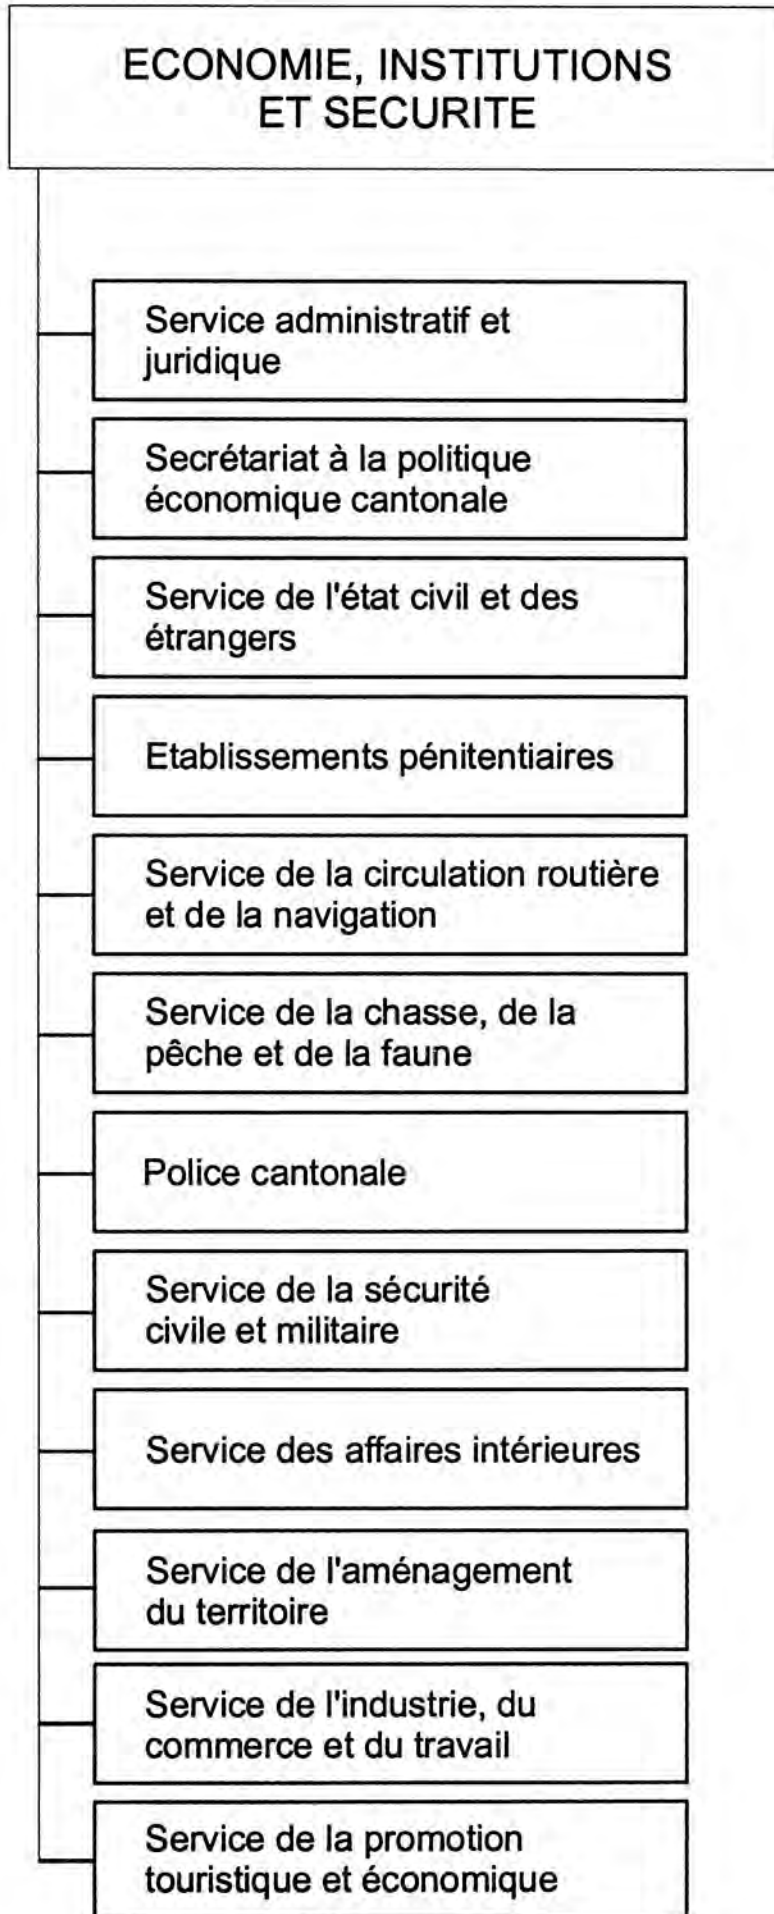 ECONOMIE, INSTITUTIONS
ET SECURITE
Service administratif et
juridique
Secrétariat à la politique
économique cantonale
Service de l'état civil et des
étrangers
Etablissements pénitentiaires
Service de la circulation routière
et de la navigation
Service de la chasse, de la
pêche et de la faune
Police cantonale
Service de la sécurité
civile et militaire
Service des affaires intérieures
Service de l'aménagement
du territoire
Service de l'industrie, du
commerce et du travail
Service de la promotion
touristique et économique